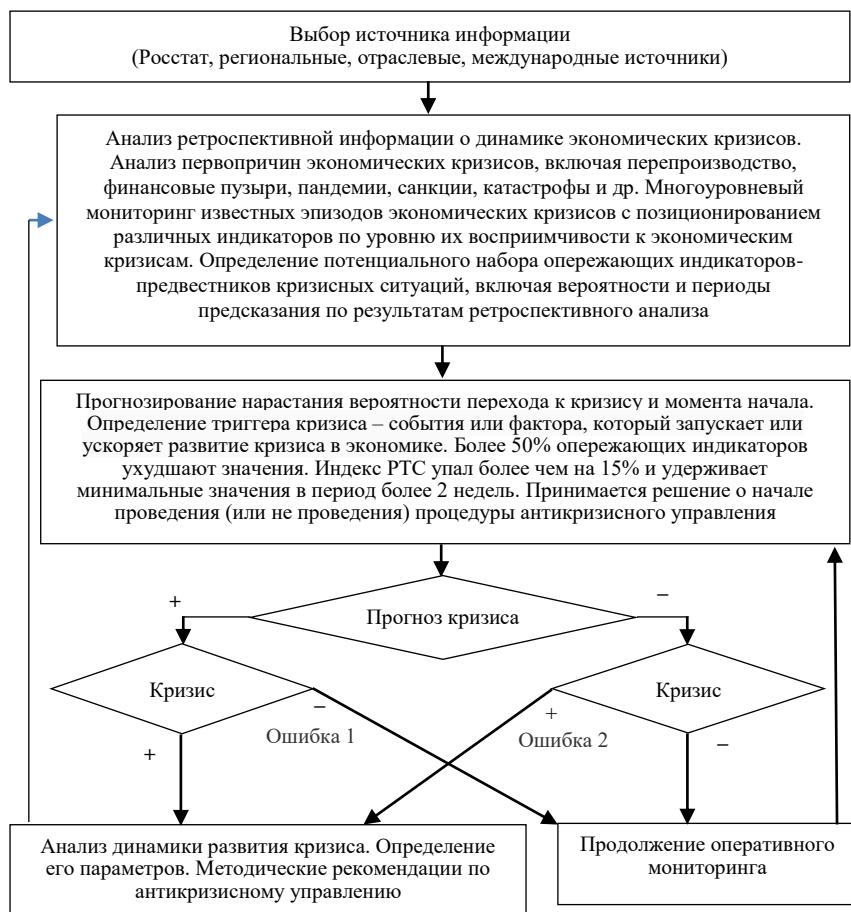 Выбор источника информации
(Росстат, региональные, отраслевые, международные источники)
Анализ ретроспективной информации о динамике экономических кризисов.
Анализ первопричин экономических кризисов, включая перепроизводство,
финансовые пузыри, пандемии, санкции, катастрофы и др. Многоуровневый
мониторинг известных эпизодов экономических кризисов с позиционированием
различных индикаторов по уровню их восприимчивости к экономическим
кризисам. Определение потенциального набора опережающих индикаторов-
предвестников кризисных ситуаций, включая вероятности и периоды
предсказания по результатам ретроспективного анализа
Прогнозирование нарастания вероятности перехода к кризису и момента начала.
Определение триггера кризиса – события или фактора, который запускает или
ускоряет развитие кризиса в экономике. Более 50% опережающих индикаторов
ухудшают значения. Индекс РТС упал более чем на 15% и удерживает
минимальные значения в период более 2 недель. Принимается решение о начале
проведения (или не проведения) процедуры антикризисного управления
+
Прогноз кризиса
–
Кризис
Кризис
–
+
Ошибка 1
Ошибка 2
+
–
Анализ динамики развития кризиса. Определение
его параметров. Методические рекомендации по
антикризисному управлению
Продолжение оперативного
мониторинга